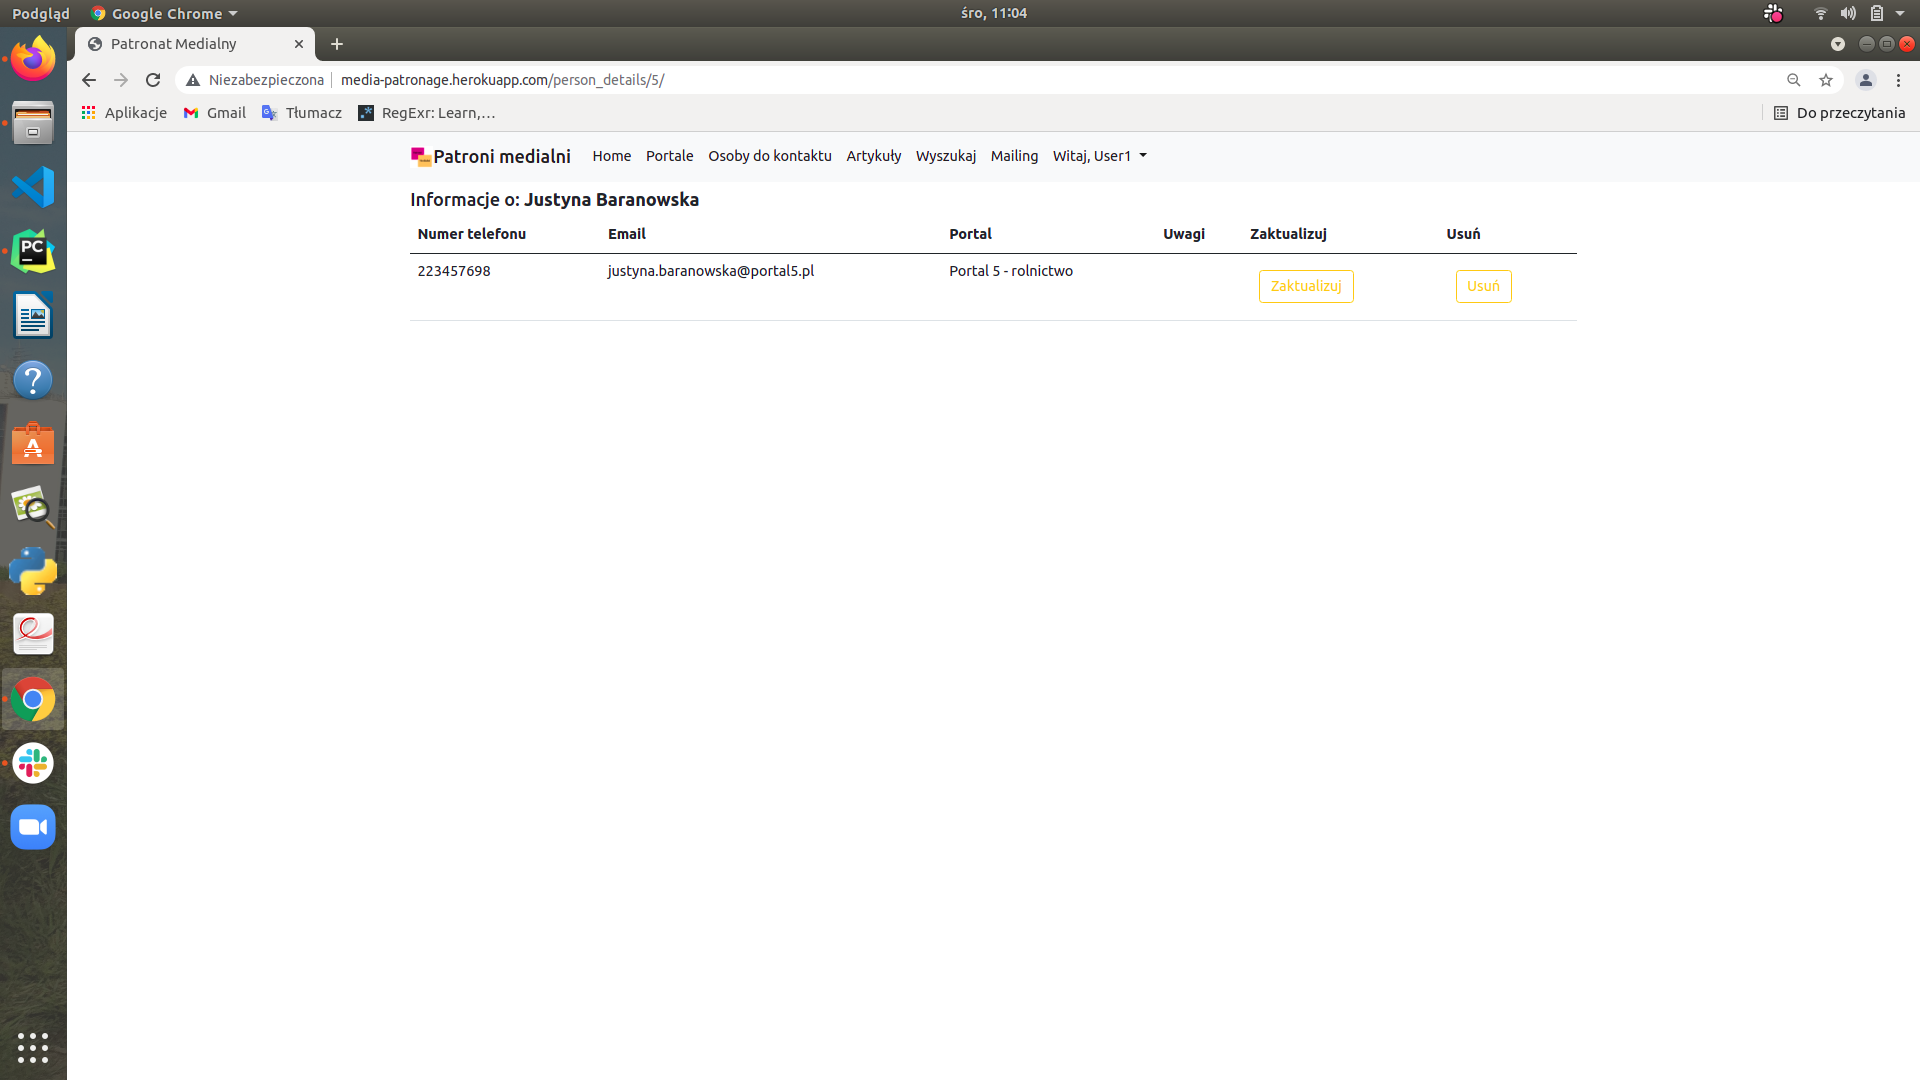 Podgląd Google Chrome śro, 11:04
Patronat Medialny
Niezabezpieczona media-patronage.herokuapp.com/person_details/5/
Aplikacje Gmail Tłumacz RegExr: Learn,… Do przeczytania
Patroni medialni Home Portale Osoby do kontaktu Artykuły Wyszukaj Mailing Witaj, User1
Informacje o: Justyna Baranowska
Numer telefonu Email Portal Uwagi Zaktualizuj Usuń
223457698 justyna.baranowska@portal5.pl Portal 5 - rolnictwo Zaktualizuj Usuń